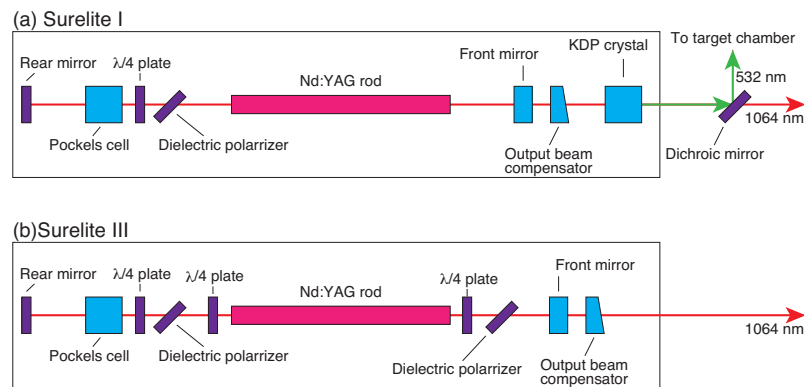 (a) Surelite I
Rear mirror
λ/4 plate
Nd:YAG rod
Front mirror
KDP crystal
To target chamber
532 nm
1064 nm
Pockels cell
Dielectric polarrizer
Output beam
compensator
Dichroic mirror
(b)Surelite III
Rear mirror
λ/4 plate
λ/4 plate
Nd:YAG rod
λ/4 plate
Front mirror
1064 nm
Pockels cell
Dielectric polarrizer
Dielectric polarrizer
Output beam
compensator